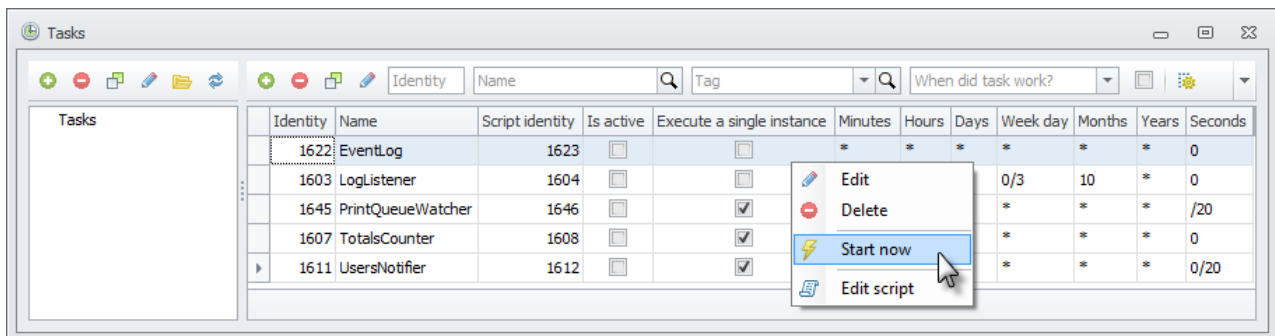 Tasks
Identity Name Tag When did task work?
Tasks
Identity Name Script identity Is active Execute a single instance Minutes Hours Days Week day Months Years Seconds
1622 EventLog 1623 * * * * * * 0
1603 LogListener 1604 0/3 10 * 0
1645 PrintQueueWatcher 1646 * * * /20
1607 TotalsCounter 1608 * * * 0
1611 UsersNotifier 1612 * * * 0/20
Edit
Delete
Start now
Edit script